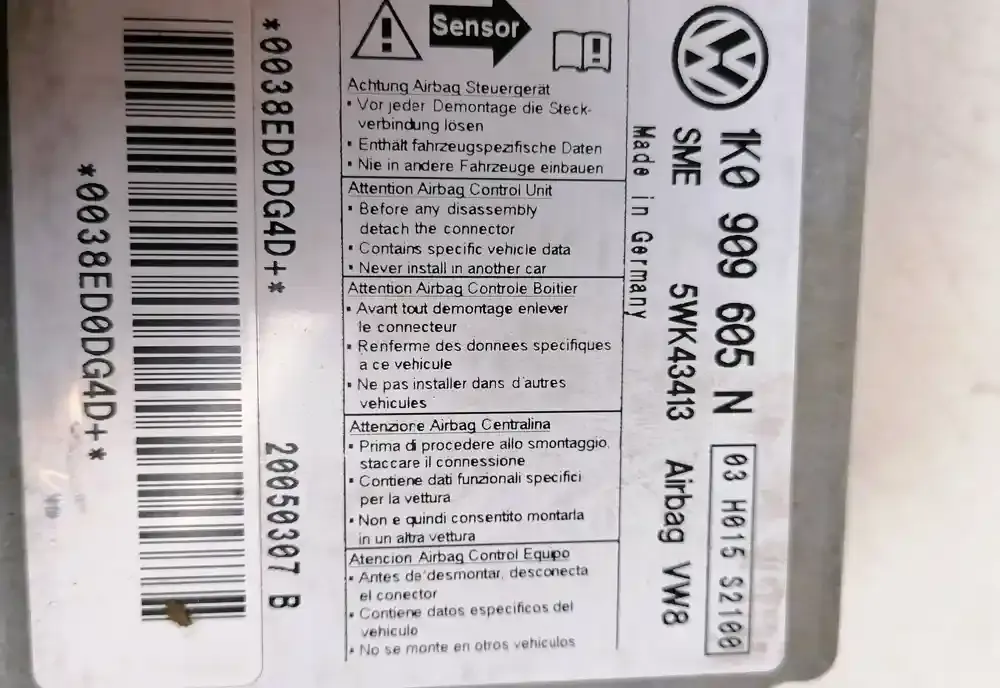 Sensor
Achtung Airbag Steuergerät
• Vor jeder Demontage die Steck-
verbindung lösen
• Enthält fahrzeugspezifische Daten
• Nie in andere Fahrzeuge einbauen
Attention Airbag Control Unit
• Before any disassembly
detach the connector
• Contains specific vehicle data
• Never install in another car
Attention Airbag Controle Boitier
• Avant tout demontage enlever
le connecteur
• Renferme des donnees specifiques
a ce vehicule
• Ne pas installer dans d'autres
vehicules
Attenzione Airbag Centralina
• Prima di procedere allo smontaggio,
staccare il connessione
• Contiene dati funzionali specifici
per la vettura
• Non e quindi consentito montarla
in un altra vettura
Atencion Airbag Control Equipo
• Antes de desmontar, desconecta
el conector
• Contiene datos especificos del
vehiculo
• No se monte en otros vehiculos
1K0 909 605 N
03 H015 S2100
SME 5WK43413 Airbag VW8
Made in Germany
*0038ED0DG4D+*
20050307 B
*0038ED0DG4D+*